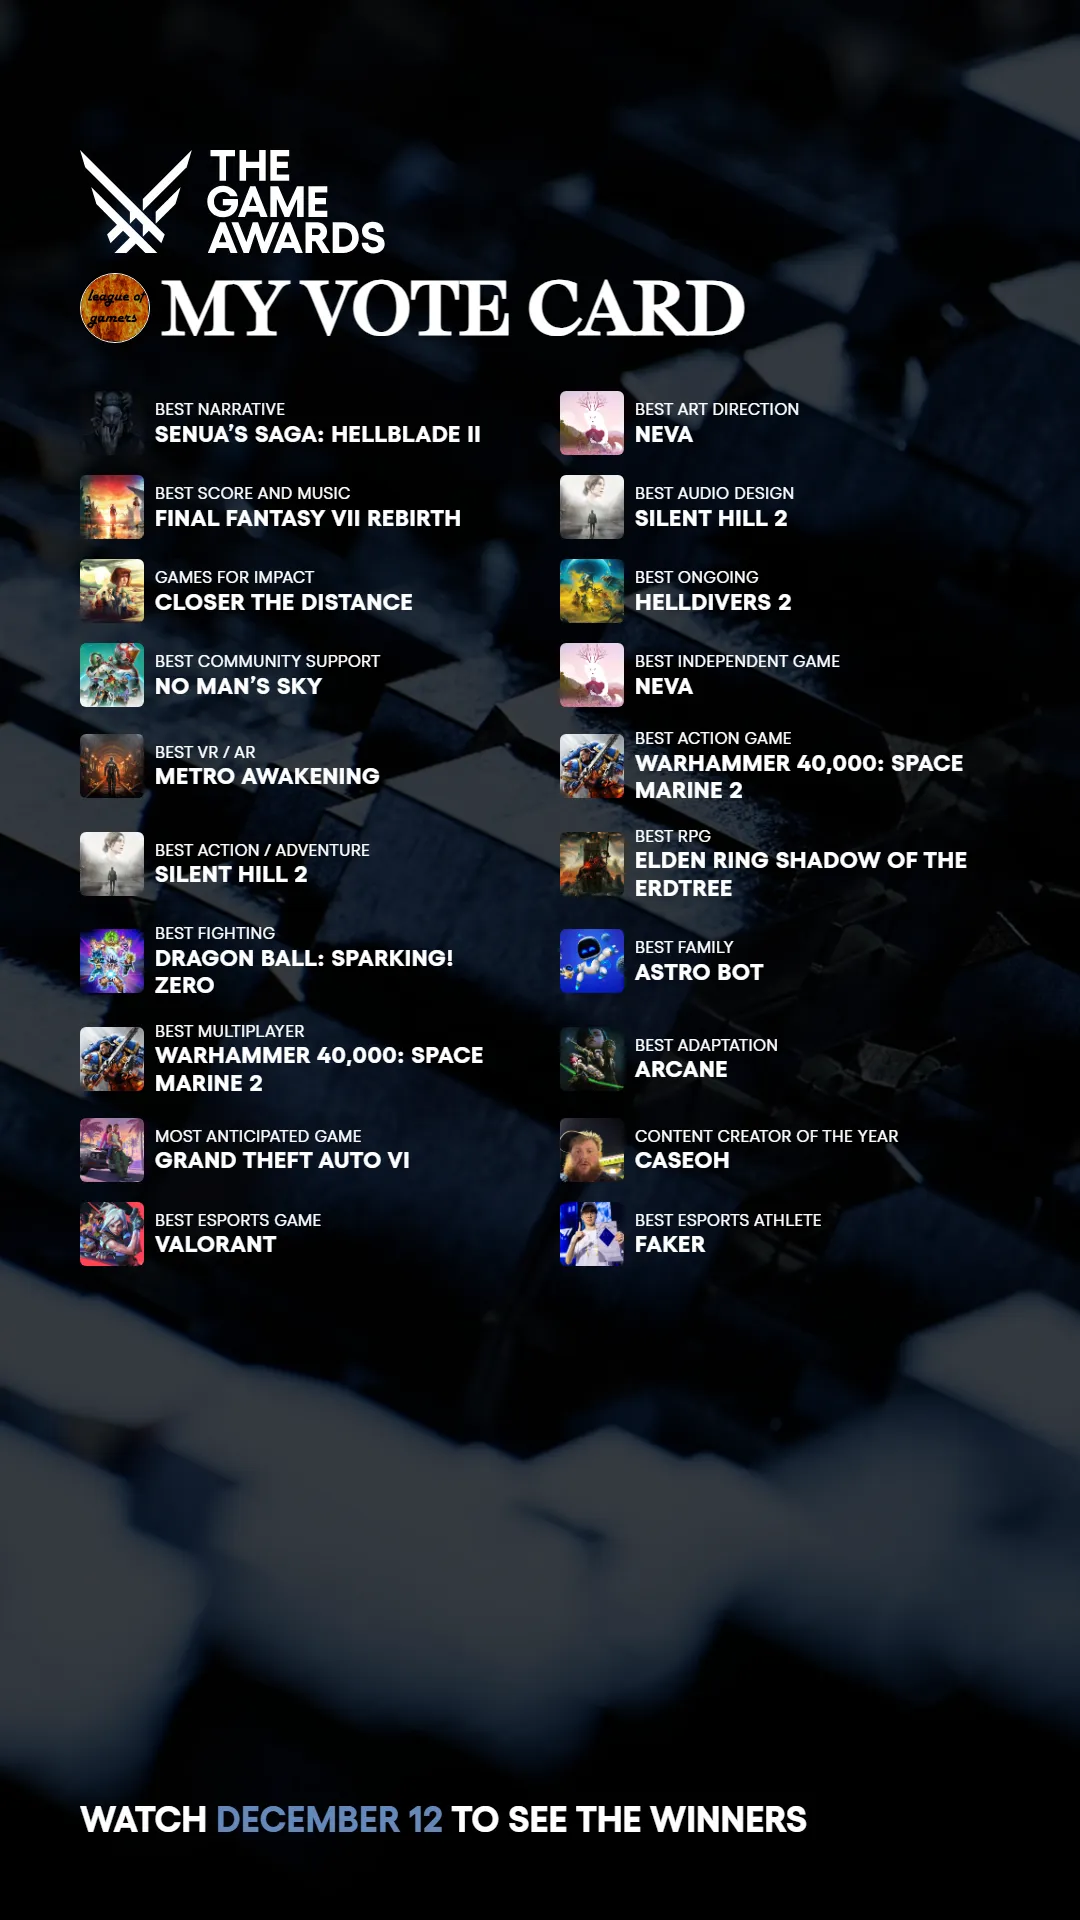 THE
GAME
AWARDS
league of
gamers
MY VOTE CARD
BEST NARRATIVE
SENUA’S SAGA: HELLBLADE II
BEST ART DIRECTION
NEVA
BEST SCORE AND MUSIC
FINAL FANTASY VII REBIRTH
BEST AUDIO DESIGN
SILENT HILL 2
GAMES FOR IMPACT
CLOSER THE DISTANCE
BEST ONGOING
HELLDIVERS 2
BEST COMMUNITY SUPPORT
NO MAN’S SKY
BEST INDEPENDENT GAME
NEVA
BEST VR / AR
METRO AWAKENING
BEST ACTION GAME
WARHAMMER 40,000: SPACE
MARINE 2
BEST ACTION / ADVENTURE
SILENT HILL 2
BEST RPG
ELDEN RING SHADOW OF THE
ERDTREE
BEST FIGHTING
DRAGON BALL: SPARKING!
ZERO
BEST FAMILY
ASTRO BOT
BEST MULTIPLAYER
WARHAMMER 40,000: SPACE
MARINE 2
BEST ADAPTATION
ARCANE
MOST ANTICIPATED GAME
GRAND THEFT AUTO VI
CONTENT CREATOR OF THE YEAR
CASEOH
BEST ESPORTS GAME
VALORANT
BEST ESPORTS ATHLETE
FAKER
WATCH DECEMBER 12 TO SEE THE WINNERS